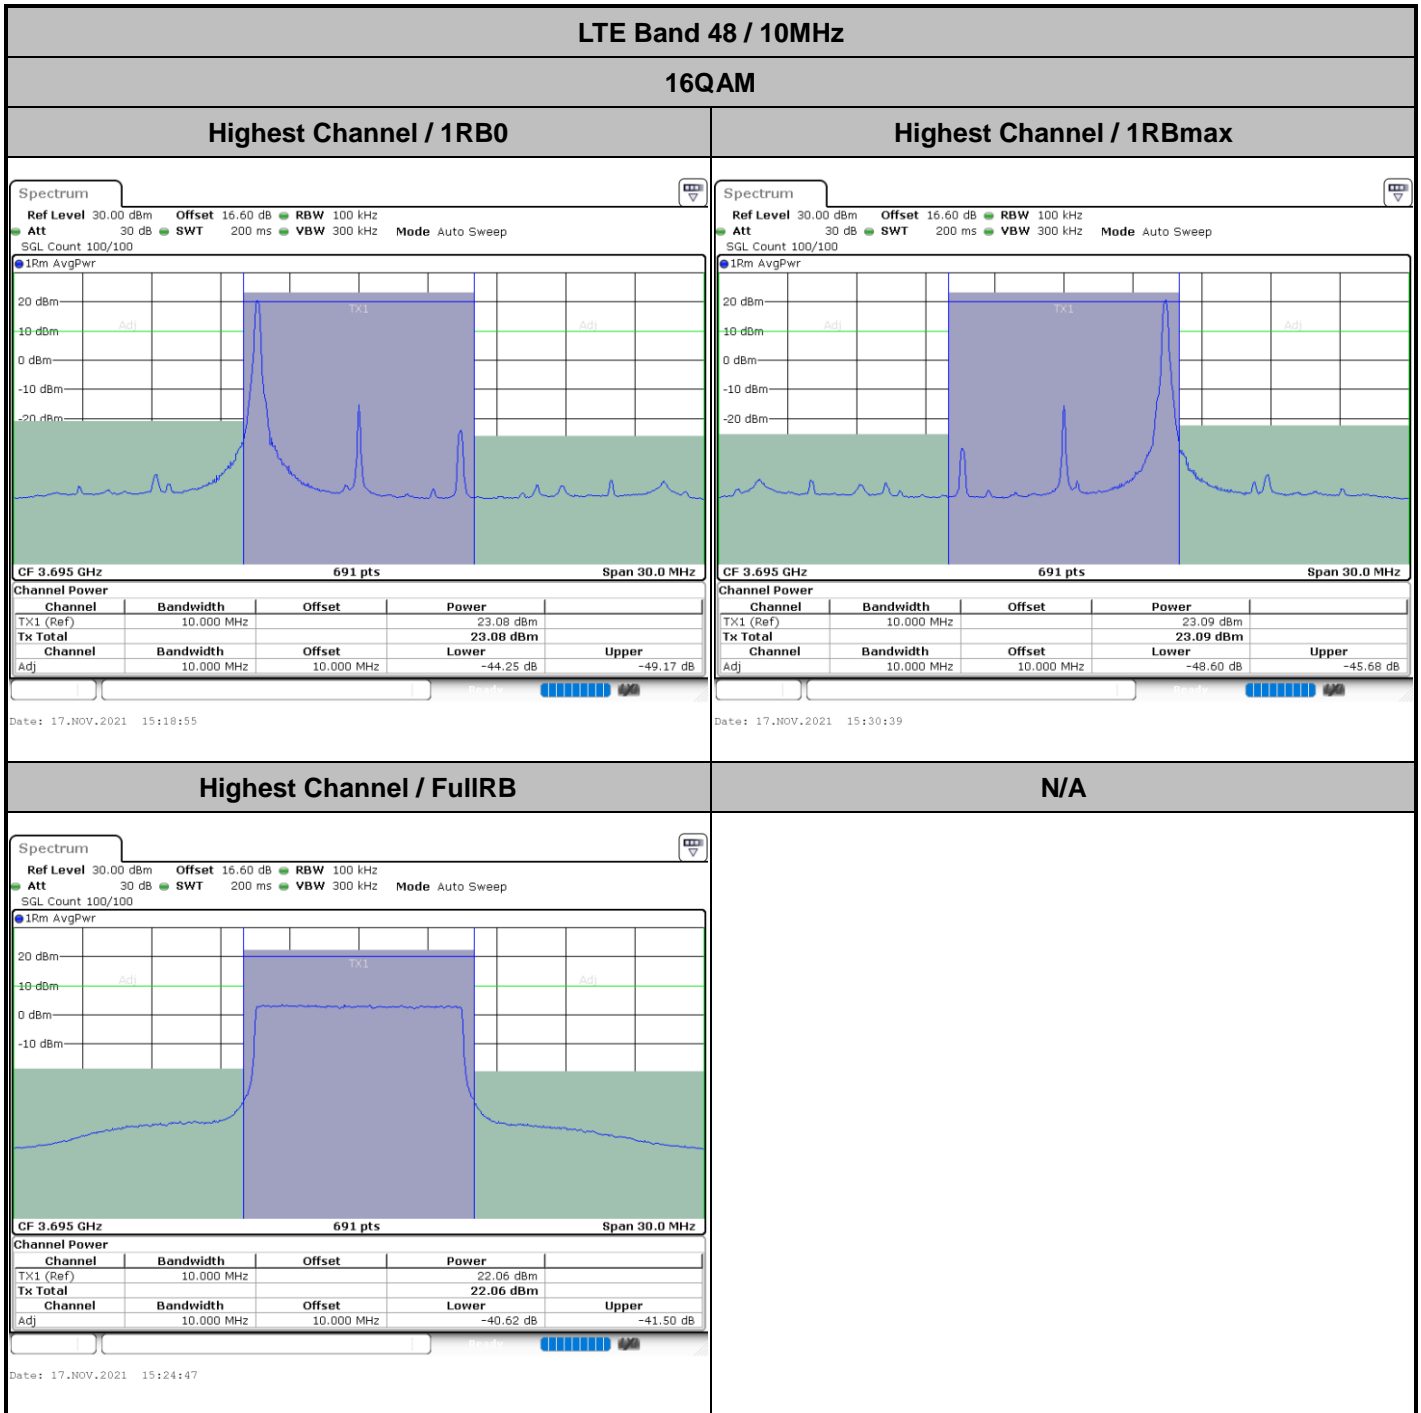 LTE Band 48 / 10MHz
16QAM
Highest Channel / 1RB0
Highest Channel / 1RBmax
Spectrum
Ref Level 30.00 dBm Offset 16.60 dB RBW 100 kHz
Att 30 dB SWT 200 ms VBW 300 kHz Mode Auto Sweep
SGL Count 100/100
1Rm AvgPwr
TX1
Adj
Adj
20 dBm
10 dBm
0 dBm
-10 dBm
-20 dBm
CF 3.695 GHz 691 pts Span 30.0 MHz
Channel Power
Channel Bandwidth Offset Power
TX1 (Ref) 10.000 MHz 23.08 dBm
Tx Total 23.08 dBm
Channel Bandwidth Offset Lower Upper
Adj 10.000 MHz 10.000 MHz -44.25 dB -49.17 dB
Ready
Date: 17.NOV.2021 15:18:55
Spectrum
Ref Level 30.00 dBm Offset 16.60 dB RBW 100 kHz
Att 30 dB SWT 200 ms VBW 300 kHz Mode Auto Sweep
SGL Count 100/100
1Rm AvgPwr
TX1
Adj
Adj
20 dBm
10 dBm
0 dBm
-10 dBm
-20 dBm
CF 3.695 GHz 691 pts Span 30.0 MHz
Channel Power
Channel Bandwidth Offset Power
TX1 (Ref) 10.000 MHz 23.09 dBm
Tx Total 23.09 dBm
Channel Bandwidth Offset Lower Upper
Adj 10.000 MHz 10.000 MHz -48.60 dB -45.68 dB
Ready
Date: 17.NOV.2021 15:30:39
Highest Channel / FullRB
N/A
Spectrum
Ref Level 30.00 dBm Offset 16.60 dB RBW 100 kHz
Att 30 dB SWT 200 ms VBW 300 kHz Mode Auto Sweep
SGL Count 100/100
1Rm AvgPwr
TX1
Adj
Adj
20 dBm
10 dBm
0 dBm
-10 dBm
CF 3.695 GHz 691 pts Span 30.0 MHz
Channel Power
Channel Bandwidth Offset Power
TX1 (Ref) 10.000 MHz 22.06 dBm
Tx Total 22.06 dBm
Channel Bandwidth Offset Lower Upper
Adj 10.000 MHz 10.000 MHz -40.62 dB -41.50 dB
Ready
Date: 17.NOV.2021 15:24:47